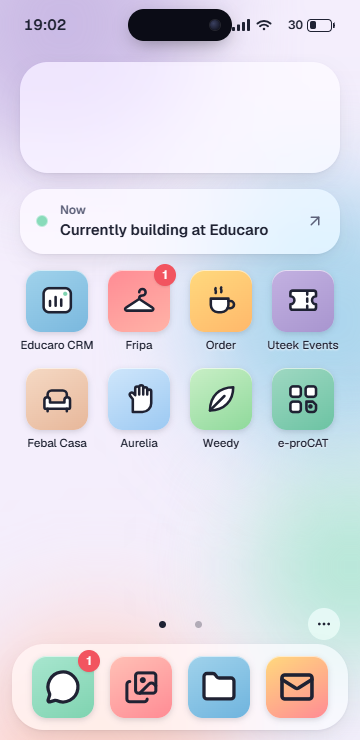 19:02
30
Now
Currently building at Educaro
1
Educaro CRM
Fripa
Order
Uteek Events
Febal Casa
Aurelia
Weedy
e-proCAT
1